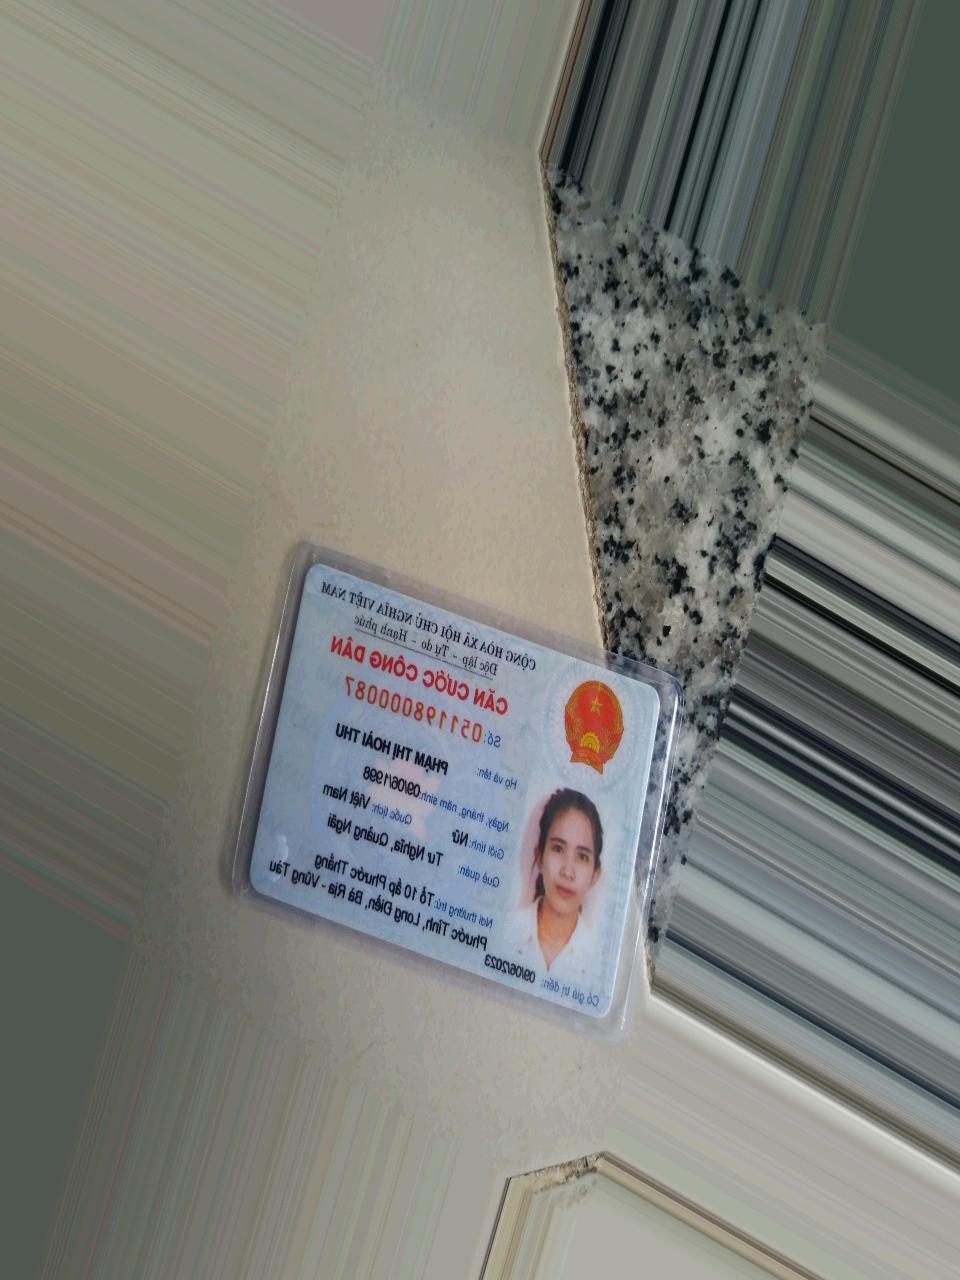 CỘNG HÒA XÃ HỘI CHỦ NGHĨA VIỆT NAM
Độc lập - Tự do - Hạnh phúc
CĂN CƯỚC CÔNG DÂN
Số: 051198000087
Họ và tên:
PHẠM THỊ HOÀI THU
Ngày, tháng, năm sinh: 09/06/1998
Giới tính: Nữ Quốc tịch: Việt Nam
Quê quán: Tư Nghĩa, Quảng Ngãi
Nơi thường trú: Tổ 10 ấp Phước Thắng
Phước Tỉnh, Long Điền, Bà Rịa - Vũng Tàu
Có giá trị đến: 09/06/2023